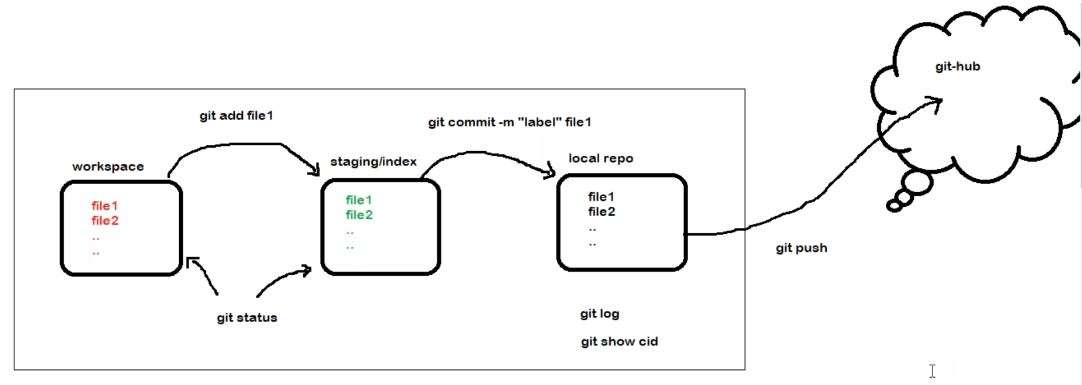 git-hub
git add file1
git commit -m "label" file1
workspace
staging/index
local repo
file1
file2
..
..
file1
file2
..
..
file1
file2
..
..
git push
git status
git log
git show cid